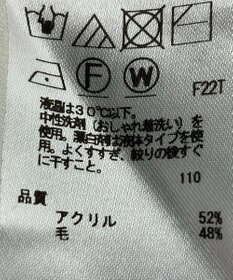 F W
F22T
液温は30℃以下。
中性洗剤(おしゃれ着洗い)を
使用。漂白剤は液体タイプを使
用。よくすすぎ、絞りの後すぐ
に干すこと。
110
品質
アクリル 52%
毛 48%